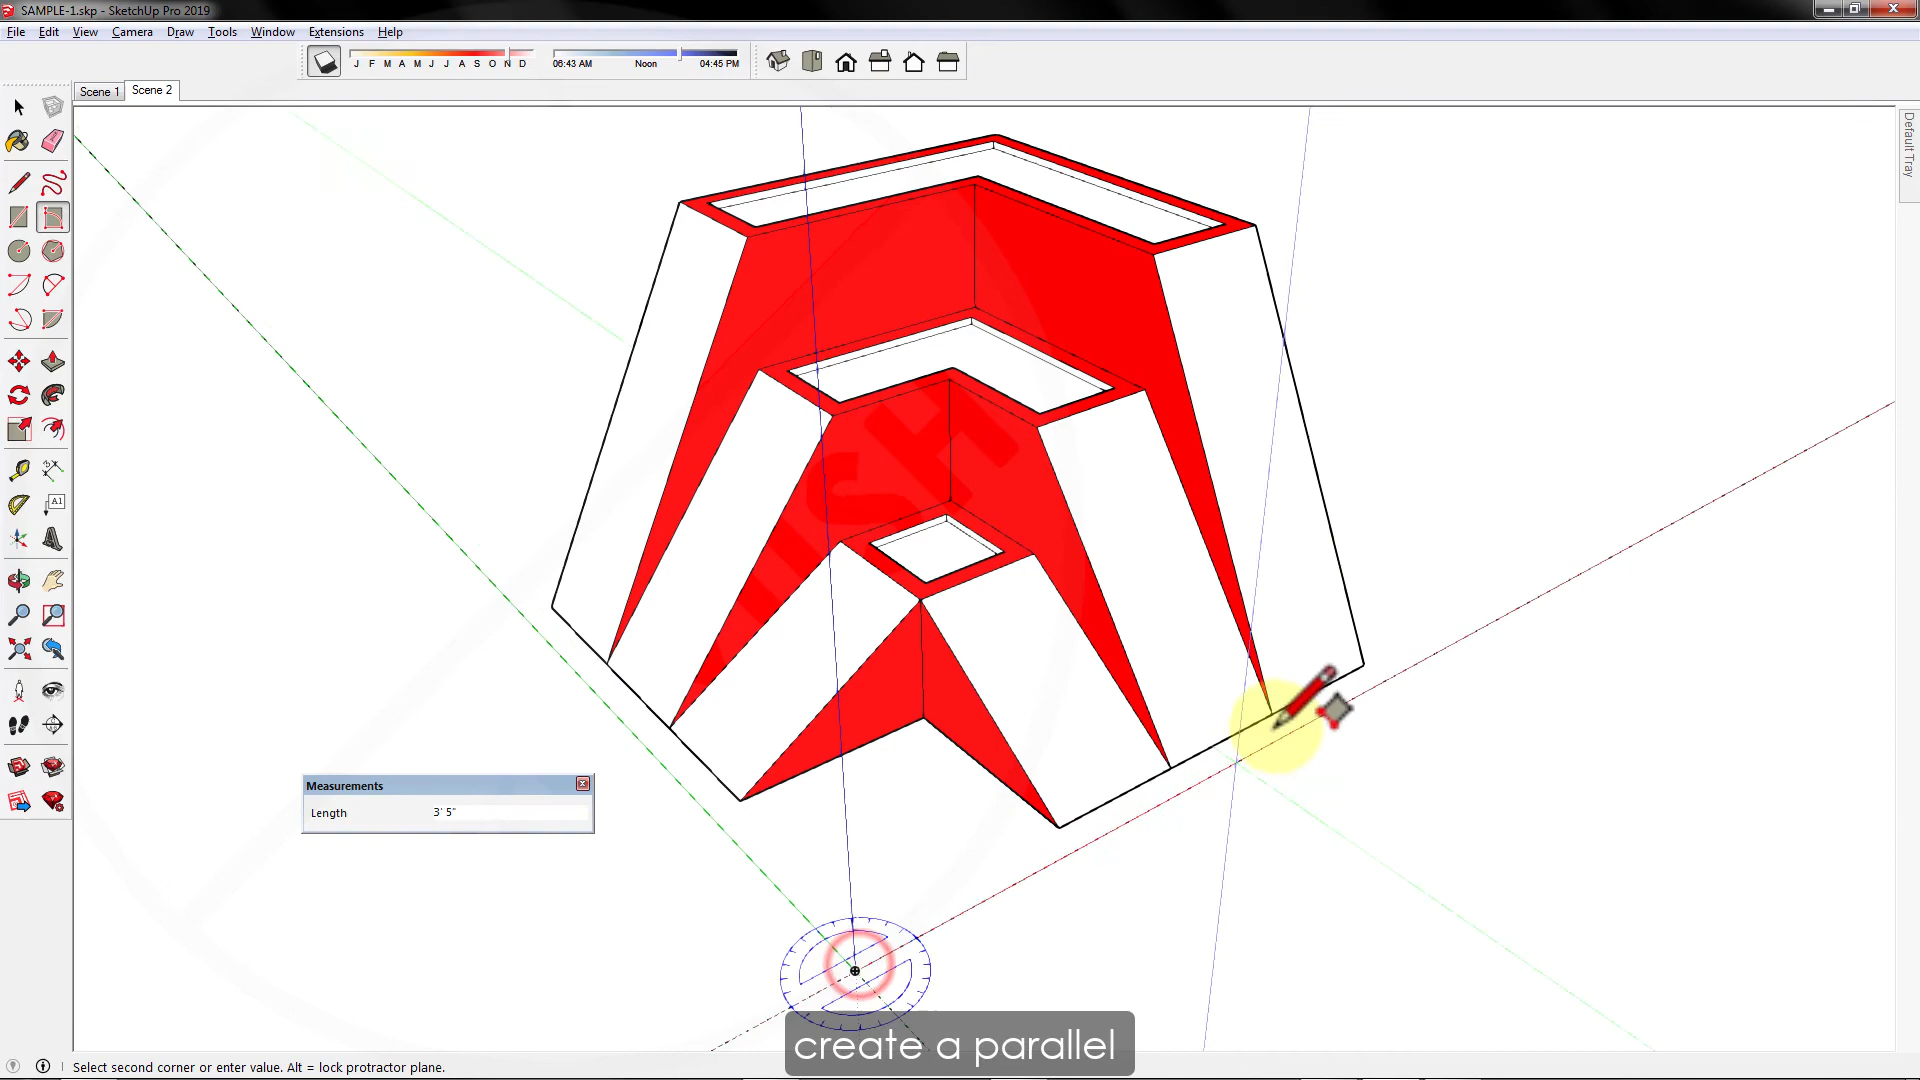 SAMPLE-1.skp - SketchUp Pro 2019
File Edit View Camera Draw Tools Window Extensions Help
J F M A M J J A S O N D
06:43 AM Noon 04:45 PM
Scene 1 Scene 2
Default Tray
A1
Measurements
Length 3' 5"
create a parallel
Select second corner or enter value. Alt = lock protractor plane.